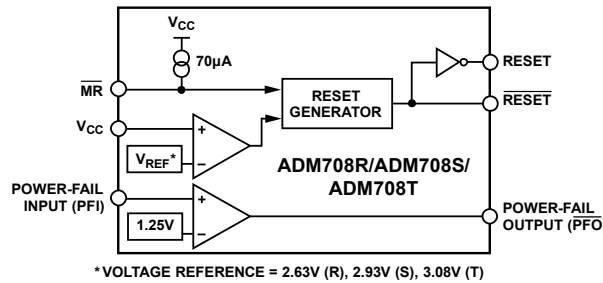 VCC
70µA
MR
RESET
GENERATOR
RESET
RESET
VCC
+
VREF*
−
ADM708R/ADM708S/
ADM708T
POWER-FAIL
INPUT (PFI)
+
1.25V
−
POWER-FAIL
OUTPUT (PFO
*VOLTAGE REFERENCE = 2.63V (R), 2.93V (S), 3.08V (T)